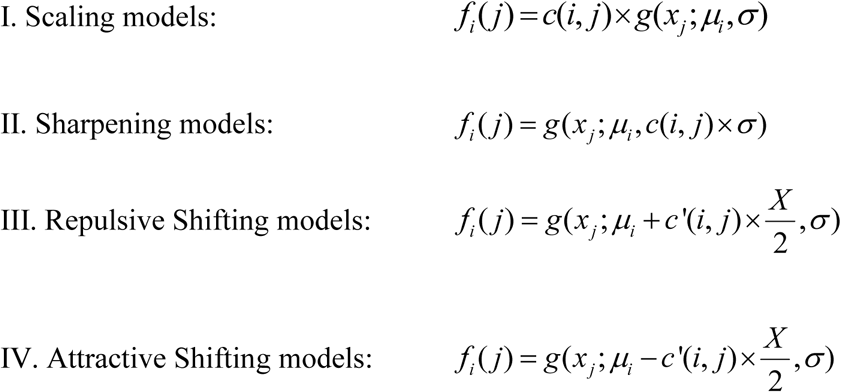 I. Scaling models: f_i(j) = c(i, j) × g(x_j; μ_i, σ)
II. Sharpening models: f_i(j) = g(x_j; μ_i, c(i, j) × σ)
III. Repulsive Shifting models: f_i(j) = g(x_j; μ_i + c'(i, j) × X/2, σ)
IV. Attractive Shifting models: f_i(j) = g(x_j; μ_i − c'(i, j) × X/2, σ)